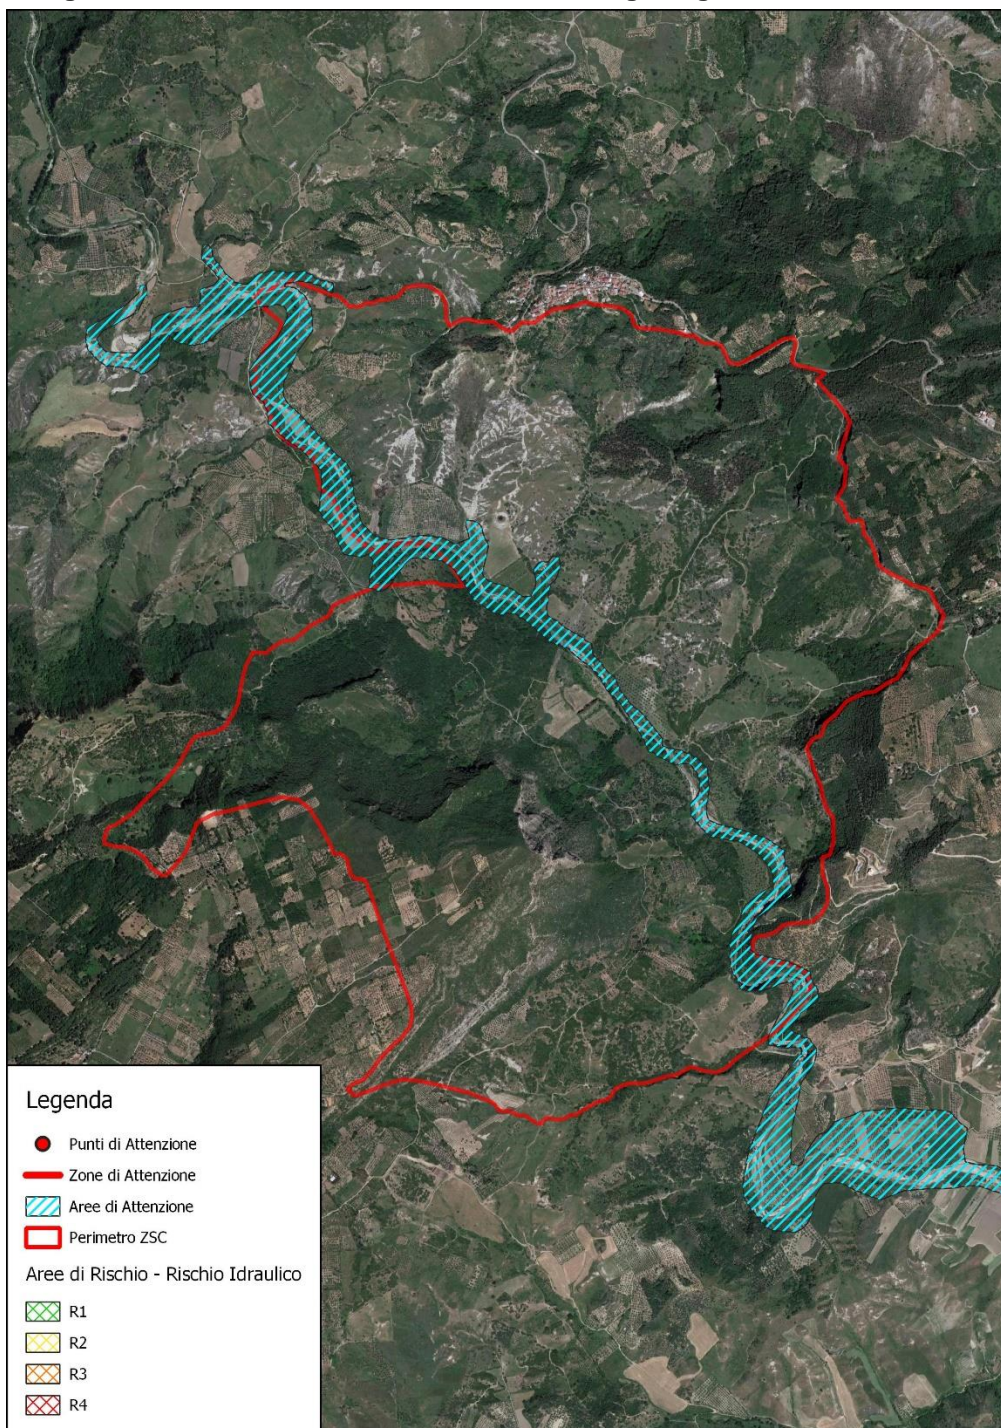 Legenda
Punti di Attenzione
Zone di Attenzione
Aree di Attenzione
Perimetro ZSC
Aree di Rischio - Rischio Idraulico
R1
R2
R3
R4